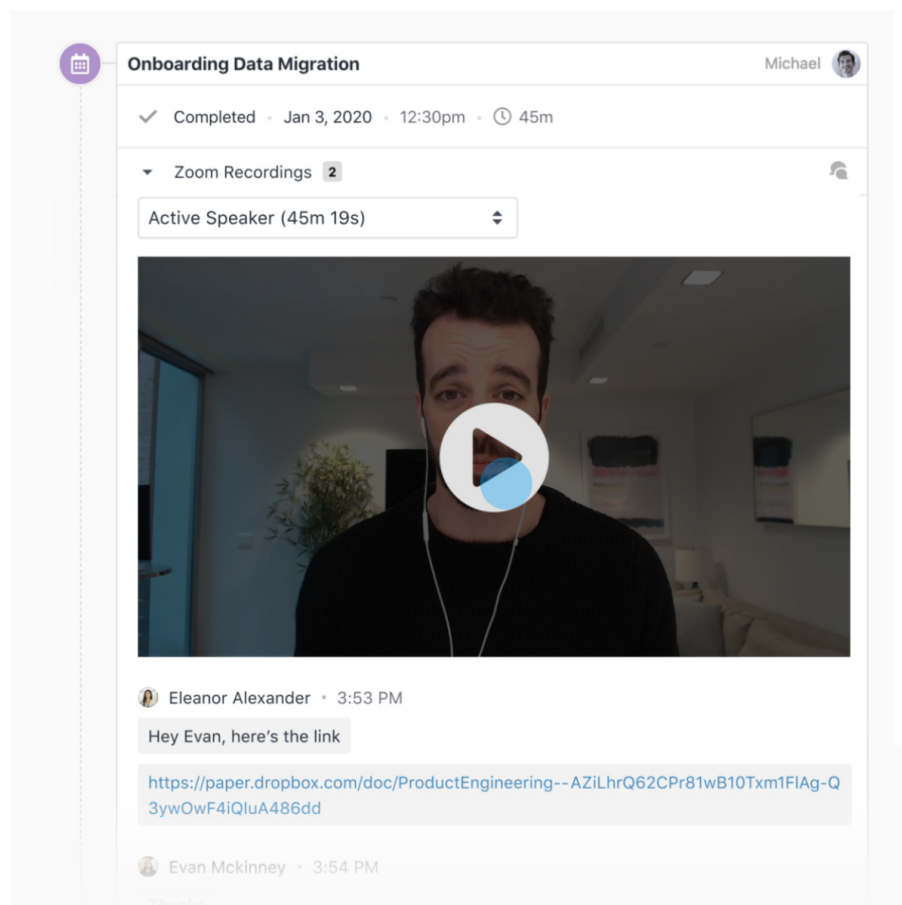 Onboarding Data Migration
Michael
Completed · Jan 3, 2020 · 12:30pm · 45m
Zoom Recordings 2
Active Speaker (45m 19s)
Eleanor Alexander • 3:53 PM
Hey Evan, here's the link
https://paper.dropbox.com/doc/ProductEngineering--AZiLhrQ62CPr81wB10Txm1FlAg-Q
3ywOwF4iQluA486dd
Evan Mckinney • 3:54 PM